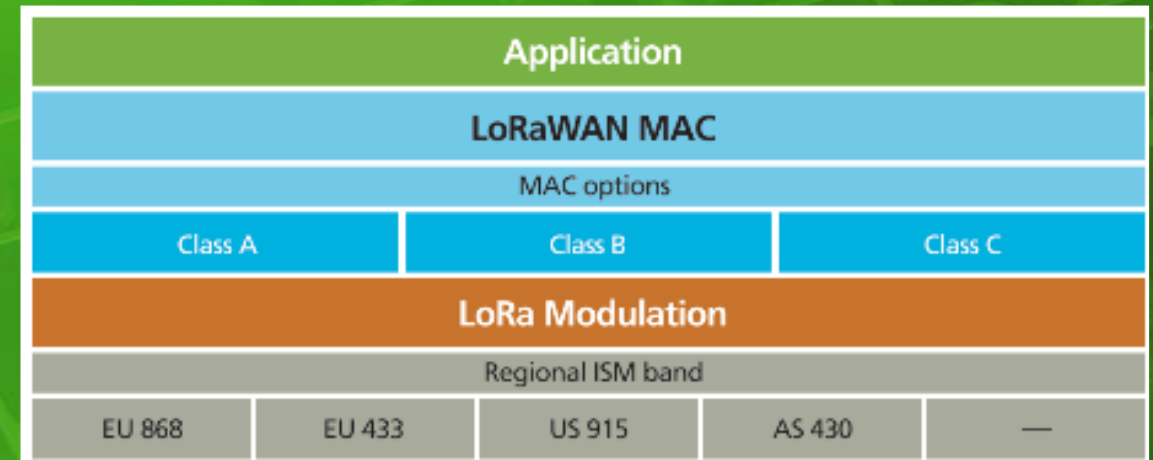 Application
LoRaWAN MAC
MAC options
Class A Class B Class C
LoRa Modulation
Regional ISM band
EU 868 EU 433 US 915 AS 430 —